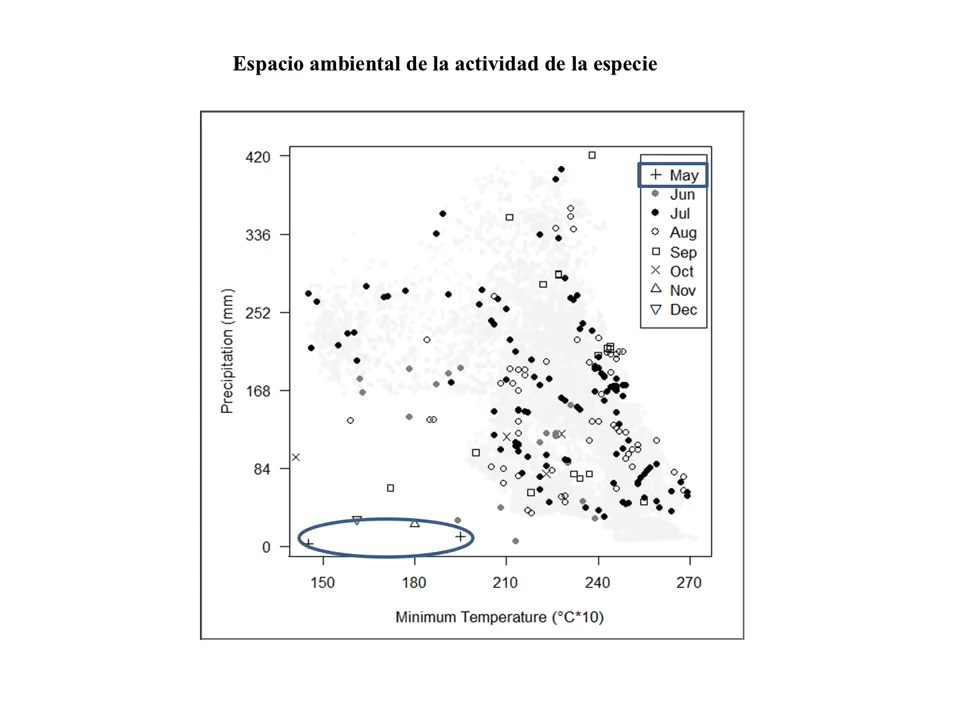 Espacio ambiental de la actividad de la especie
420
336
252
168
84
0
Precipitation (mm)
May
Jun
Jul
Aug
Sep
Oct
Nov
Dec
150 180 210 240 270
Minimum Temperature (°C*10)